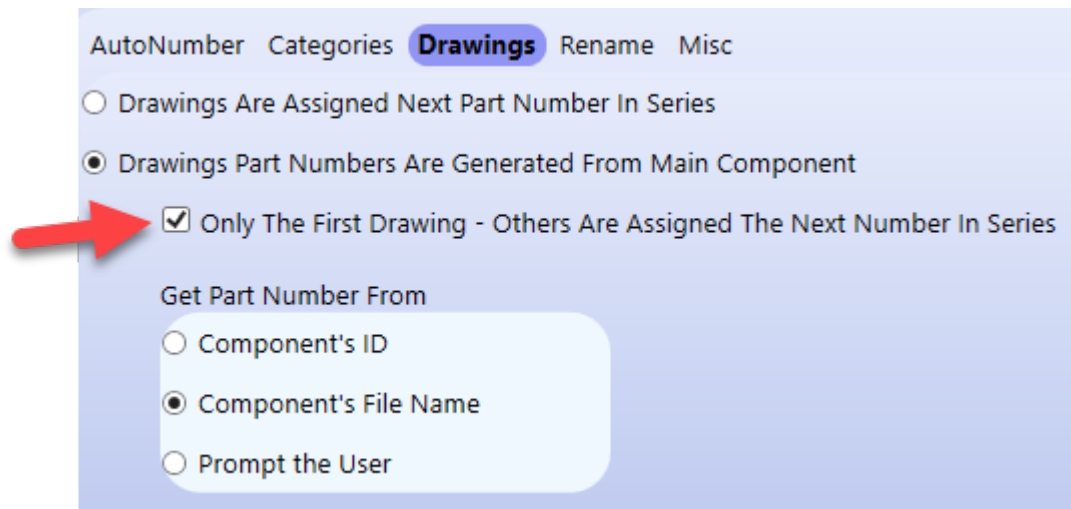 AutoNumber Categories Drawings Rename Misc
Drawings Are Assigned Next Part Number In Series
Drawings Part Numbers Are Generated From Main Component
Only The First Drawing - Others Are Assigned The Next Number In Series
Get Part Number From
Component's ID
Component's File Name
Prompt the User